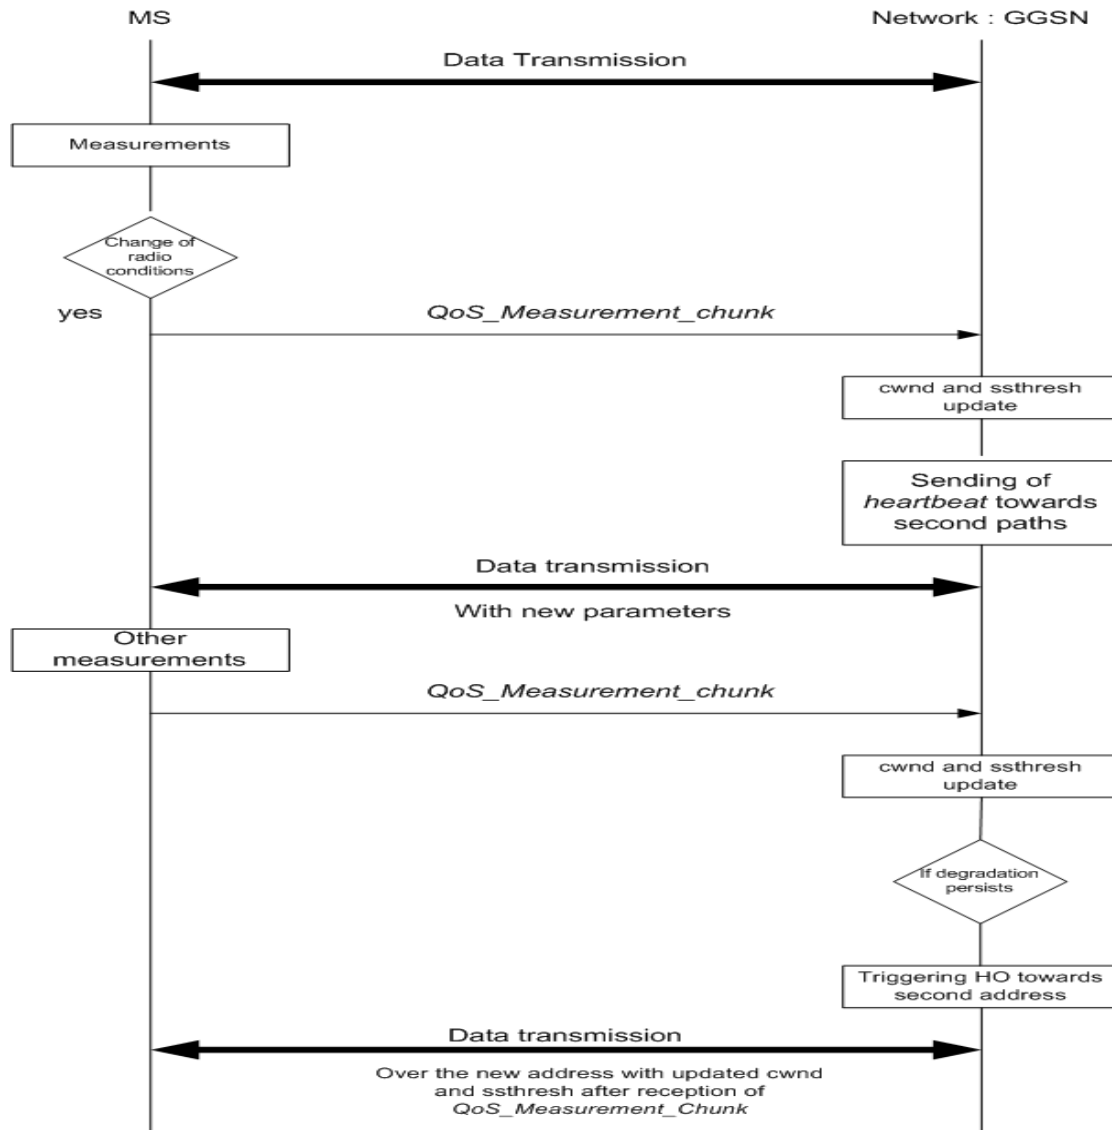 MS
Network : GGSN
Data Transmission
Measurements
Change of
radio
conditions
yes
QoS_Measurement_chunk
cwnd and ssthresh
update
Sending of
heartbeat towards
second paths
Data transmission
With new parameters
Other
measurements
QoS_Measurement_chunk
cwnd and ssthresh
update
If degradation
persists
Triggering HO towards
second address
Data transmission
Over the new address with updated cwnd
and ssthresh after reception of
QoS_Measurement_Chunk